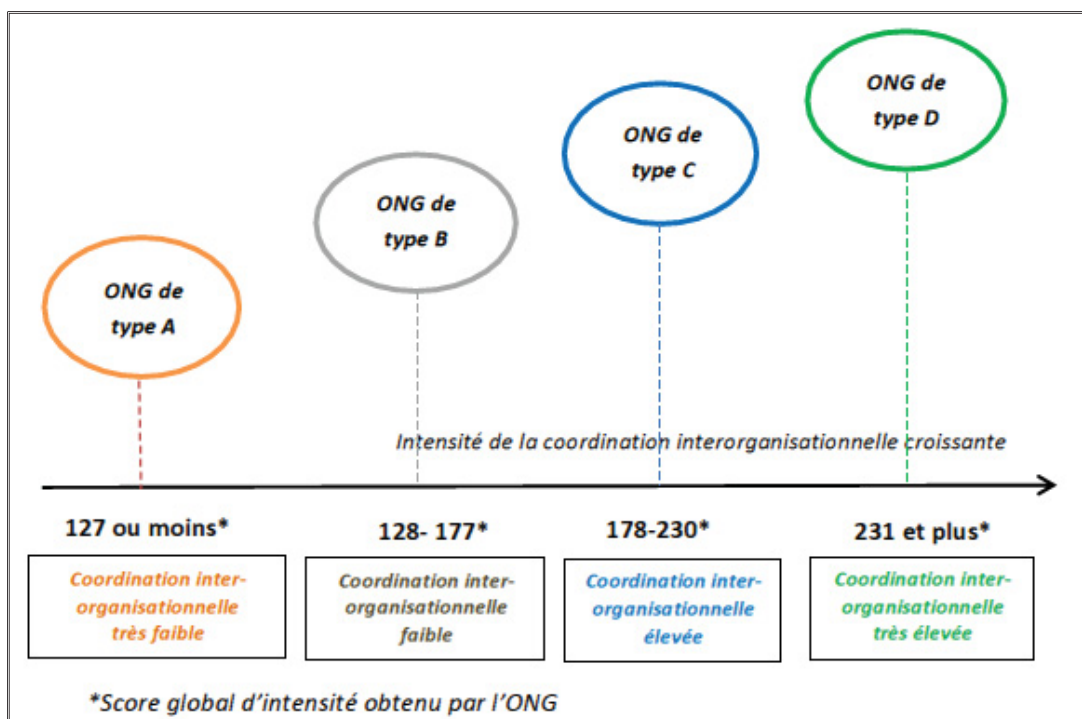 ONG de
type D
ONG de
type C
ONG de
type B
ONG de
type A
Intensité de la coordination interorganisationnelle croissante
127 ou moins*
128- 177*
178-230*
231 et plus*
Coordination inter-
organisationnelle
très faible
Coordination inter-
organisationnelle
faible
Coordination inter-
organisationnelle
élevée
Coordination inter-
organisationnelle
très élevée
*Score global d'intensité obtenu par l'ONG